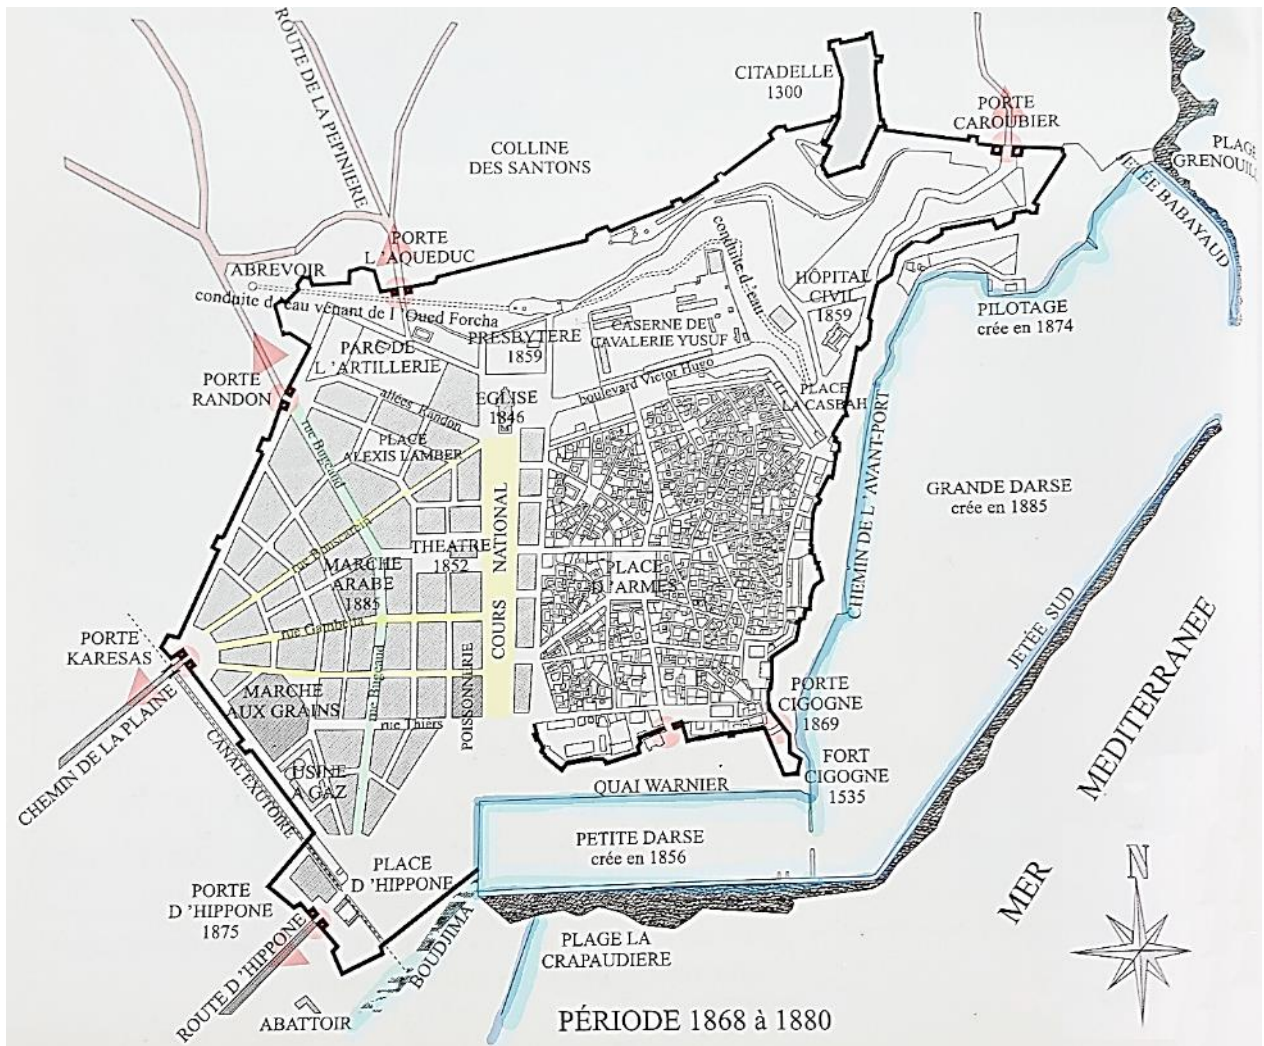 ROUTE DE LA PEPINIERE
CITADELLE
1300
PORTE
CAROUBIER
COLLINE
DES SANTONS
PLAGE
JETÉE BABAYAUD
PORTE
L'AQUEDUC
ABREVOIR
conduite d'eau venant de l'Oued Forcha
conduite d'eau
HÔPITAL
CIVIL
1859
PILOTAGE
crée en 1874
PRESBYTERE
1859
CASERNE DE
CAVALERIE YUSUF
PARC DE
L'ARTILLERIE
boulevard Victor Hugo
PORTE
RANDON
allées Randon
EGLISE
1846
PLACE
LA CASBAH
rue Bugeaud
PLACE
ALEXIS LAMBER
COURS NATIONAL
GRANDE DARSE
crée en 1885
CHEMIN DE L'AVANT-PORT
THEATRE
1852
MARCHE
ARABE
1885
PLACE
D'ARMES
rue Gambetta
JETÉE SUD
PORTE
KARESAS
rue Bugeaud
POISSONNERIE
MARCHE
AUX GRAINS
rue Thiers
PORTE
CIGOGNE
1869
CHEMIN DE LA PLAINE
CANAL EXUTOIRE
USINE
A GAZ
QUAI WARNIER
FORT
CIGOGNE
1535
MER MEDITERRANEE
PETITE DARSE
crée en 1856
PLACE
D'HIPPONE
PORTE
D'HIPPONE
1875
N
BOUDJIMA
PLAGE LA
CRAPAUDIERE
ROUTE D'HIPPONE
ABATTOIR
PÉRIODE 1868 à 1880